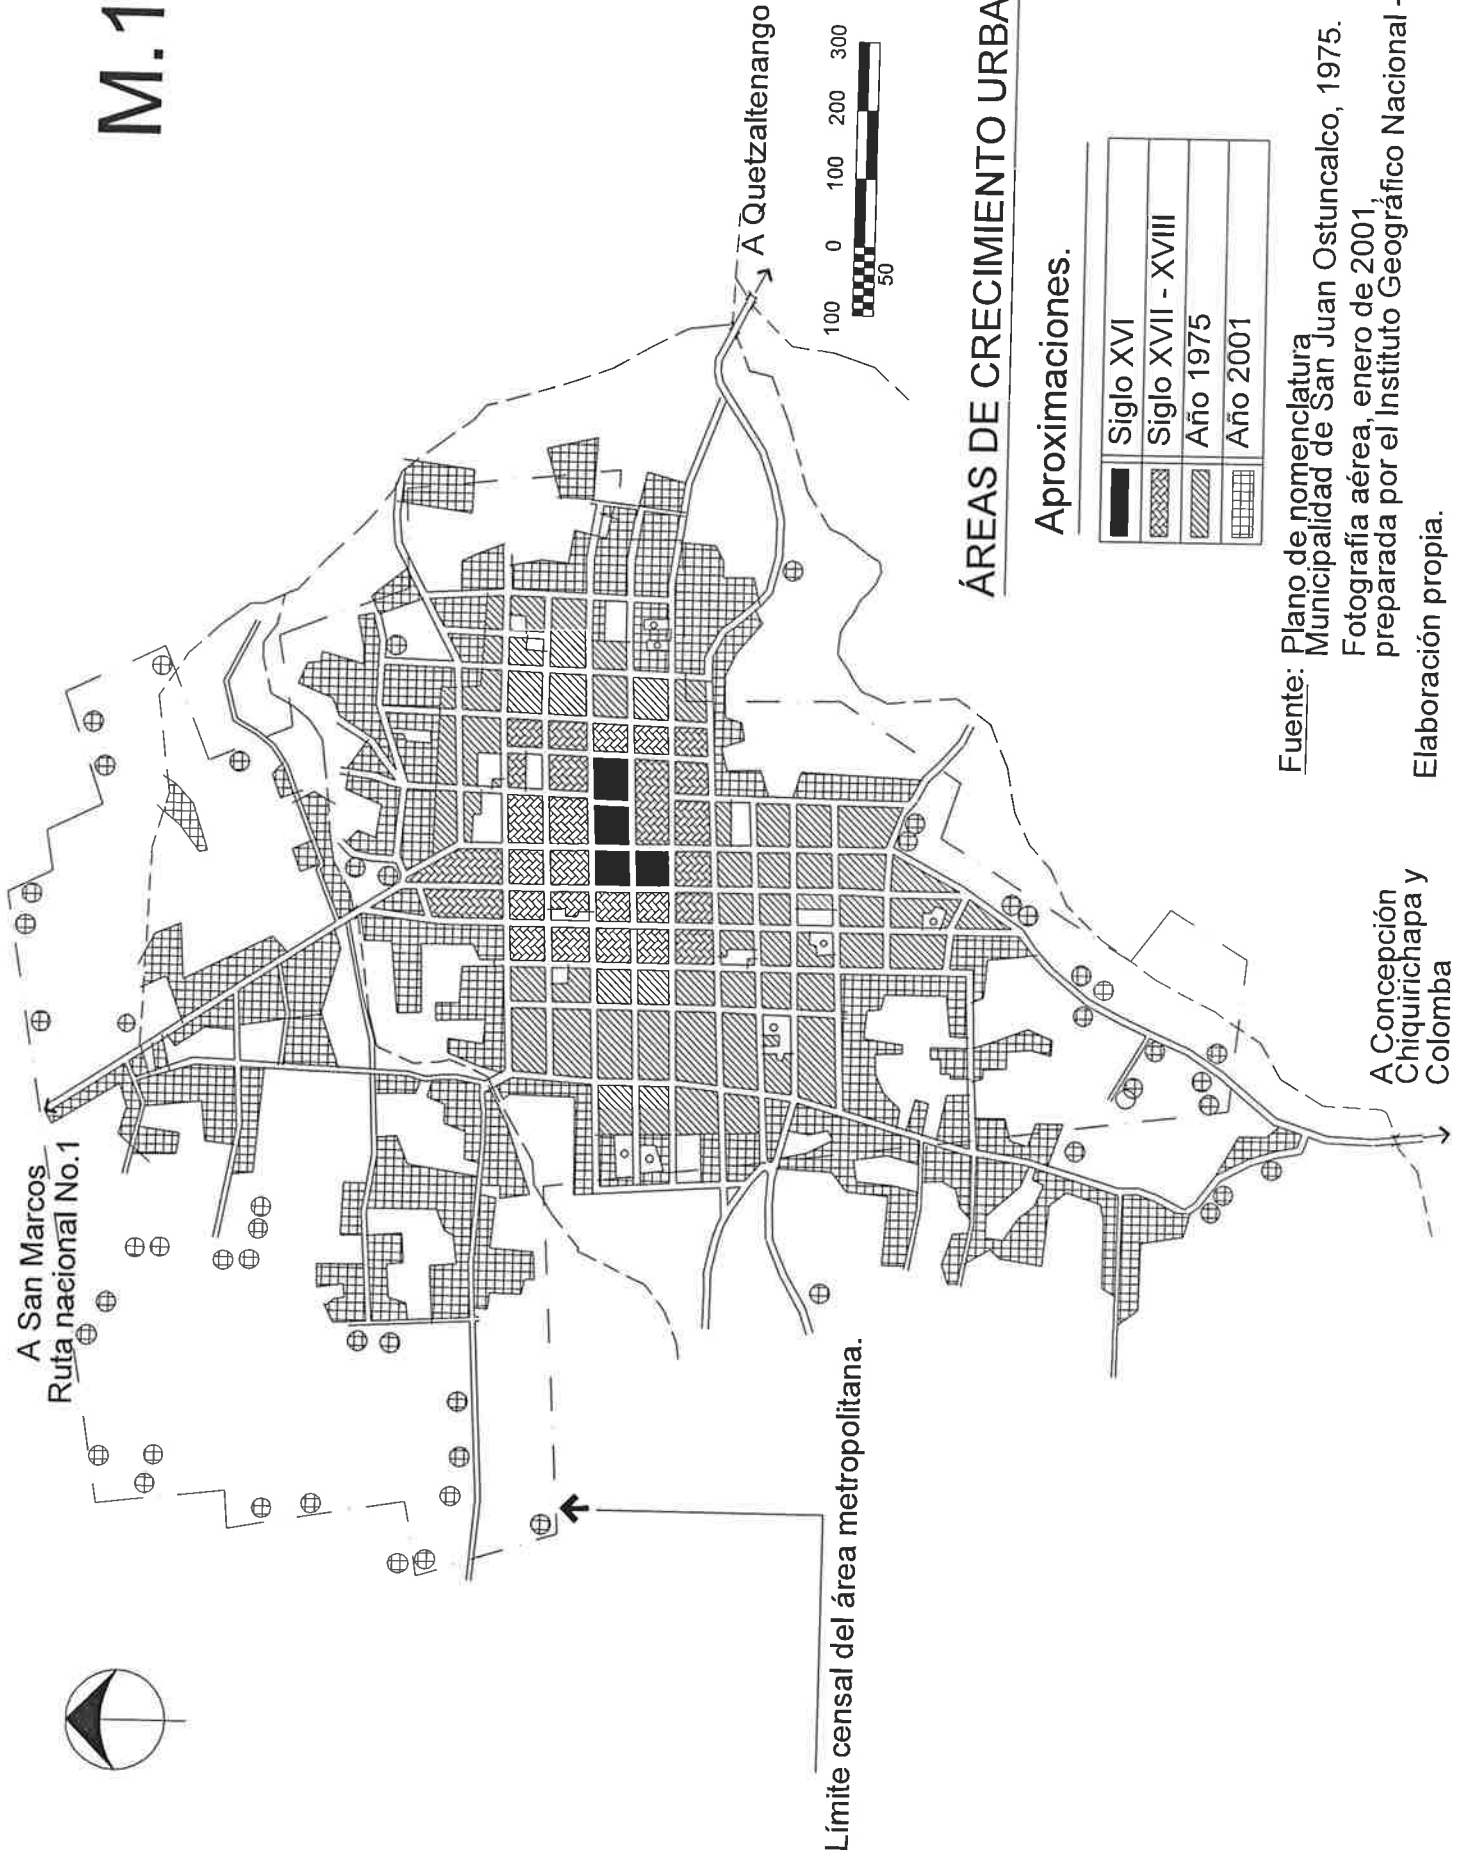 M.1
A San Marcos
Ruta nacional No.1
A Quetzaltenango
100 0 100 200 300
50
Límite censal del área metropolitana.
ÁREAS DE CRECIMIENTO URBA
Aproximaciones.
Siglo XVI
Siglo XVII - XVIII
Año 1975
Año 2001
Fuente: Plano de nomenclatura
Municipalidad de San Juan Ostuncalco, 1975.
Fotografía aérea, enero de 2001,
preparada por el Instituto Geográfico Nacional -
Elaboración propia.
A Concepción
Chiquirichapa y
Colomba